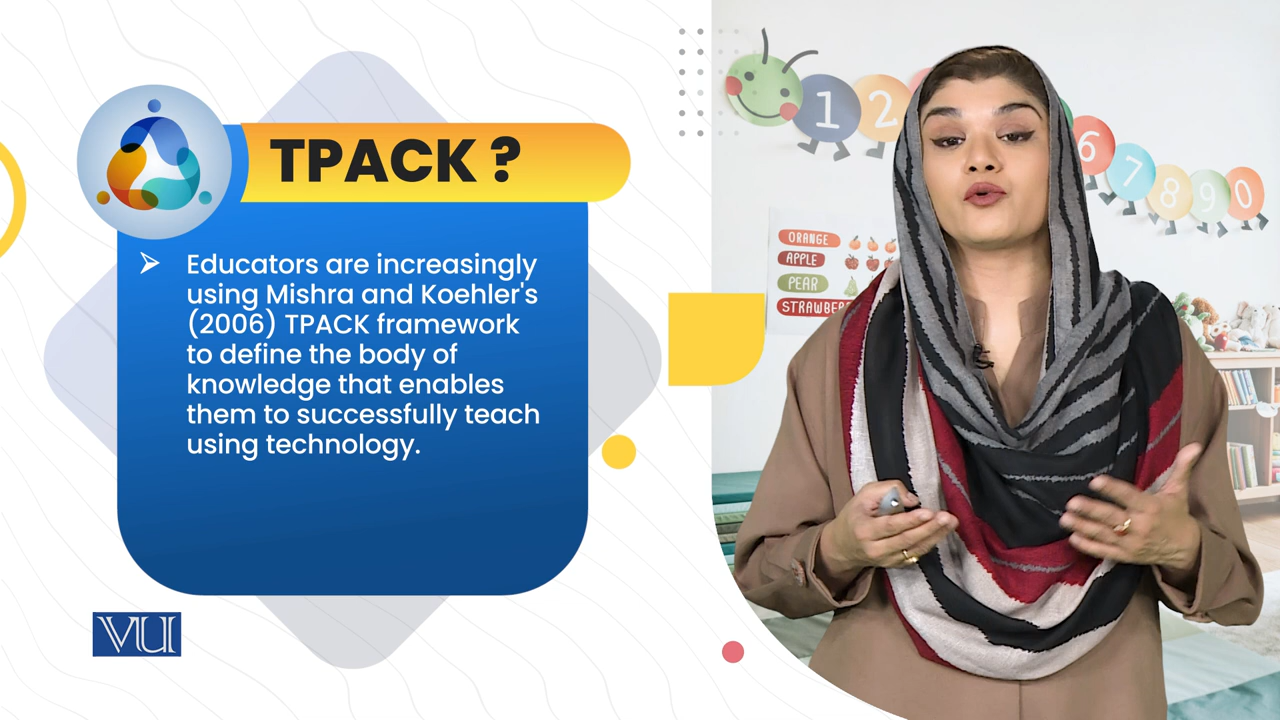 TPACK ?
Educators are increasingly
using Mishra and Koehler's
(2006) TPACK framework
to define the body of
knowledge that enables
them to successfully teach
using technology.
VU
1 2
6 7 8 9 0
ORANGE
APPLE
PEAR